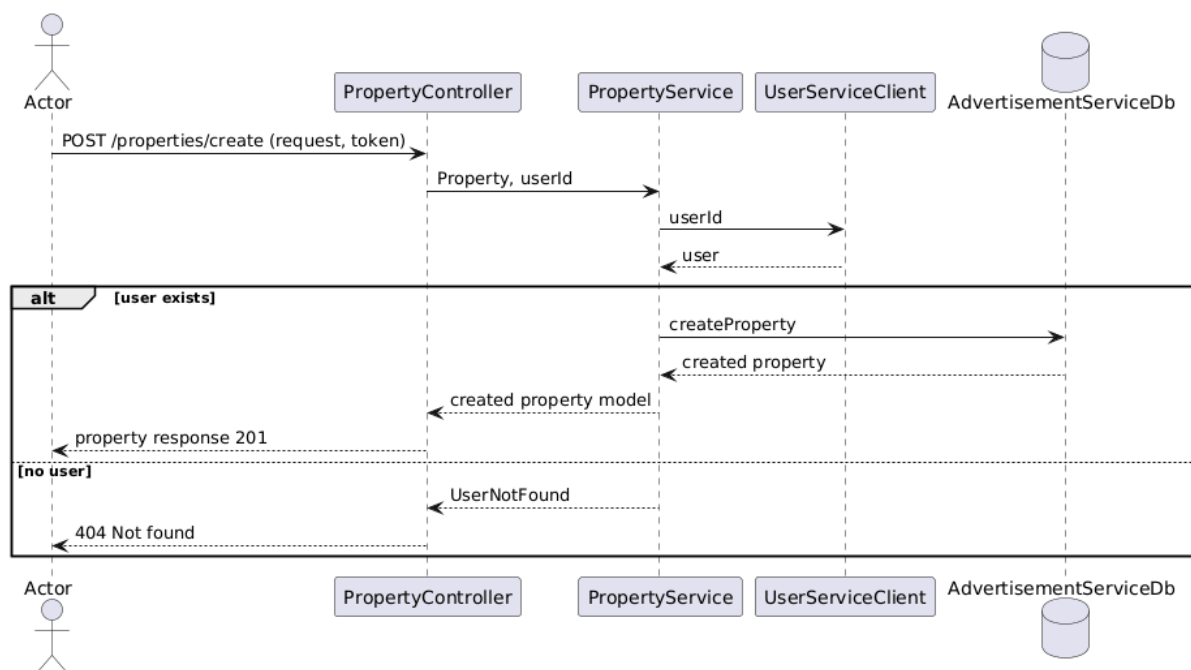 Actor
PropertyController
PropertyService
UserServiceClient
AdvertisementServiceDb
POST /properties/create (request, token)
Property, userId
userId
user
alt
[user exists]
createProperty
created property
created property model
property response 201
[no user]
UserNotFound
404 Not found
Actor
PropertyController
PropertyService
UserServiceClient
AdvertisementServiceDb